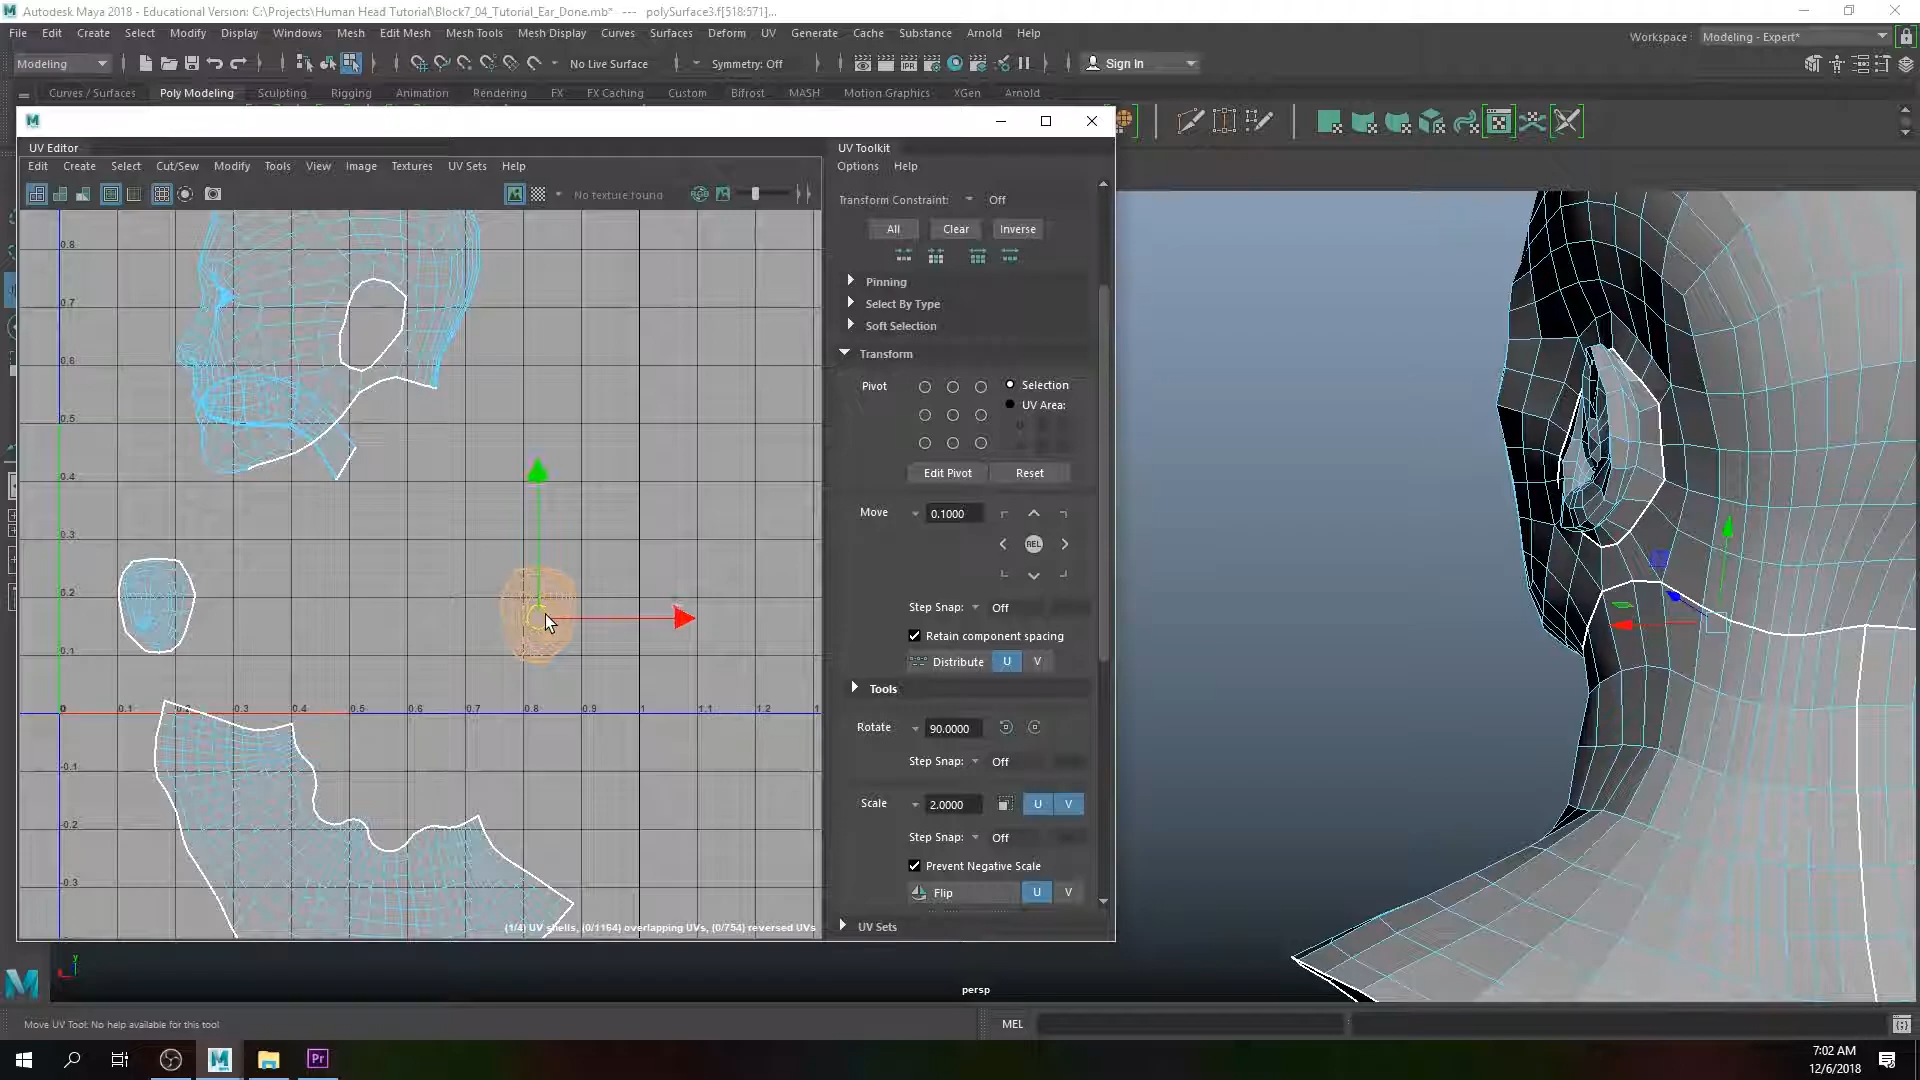 Autodesk Maya 2018 - Educational Version: C:\Projects\Human Head Tutorial\Block7_04_Tutorial_Ear_Done.mb* --- polySurface3.f[518:571]...
File Edit Create Select Modify Display Windows Mesh Edit Mesh Mesh Tools Mesh Display Curves Surfaces Deform UV Generate Cache Substance Arnold Help
Workspace : Modeling - Expert*
Modeling No Live Surface Symmetry: Off Sign In
Curves / Surfaces Poly Modeling Sculpting Rigging Animation Rendering FX FX Caching Custom Bifrost MASH Motion Graphics XGen Arnold
UV Editor
Edit Create Select Cut/Sew Modify Tools View Image Textures UV Sets Help
No texture found
0.8
0.7
0.6
0.5
0.4
0.3
0.2
0.1
0 0.1 0.2 0.3 0.4 0.5 0.6 0.7 0.8 0.9 1 1.1 1.2
-0.1
-0.2
-0.3
(1/4) UV shells, (0/1164) overlapping UVs, (0/754) reversed UVs
UV Toolkit
Options Help
Transform Constraint: Off
All Clear Inverse
Pinning
Select By Type
Soft Selection
Transform
Pivot Selection
UV Area:
Edit Pivot Reset
Move 0.1000
REL
Step Snap: Off
Retain component spacing
Distribute U V
Tools
Rotate 90.0000
Step Snap: Off
Scale 2.0000 U V
Step Snap: Off
Prevent Negative Scale
Flip U V
UV Sets
persp
Move UV Tool: No help available for this tool
MEL
Pr
7:02 AM
12/6/2018